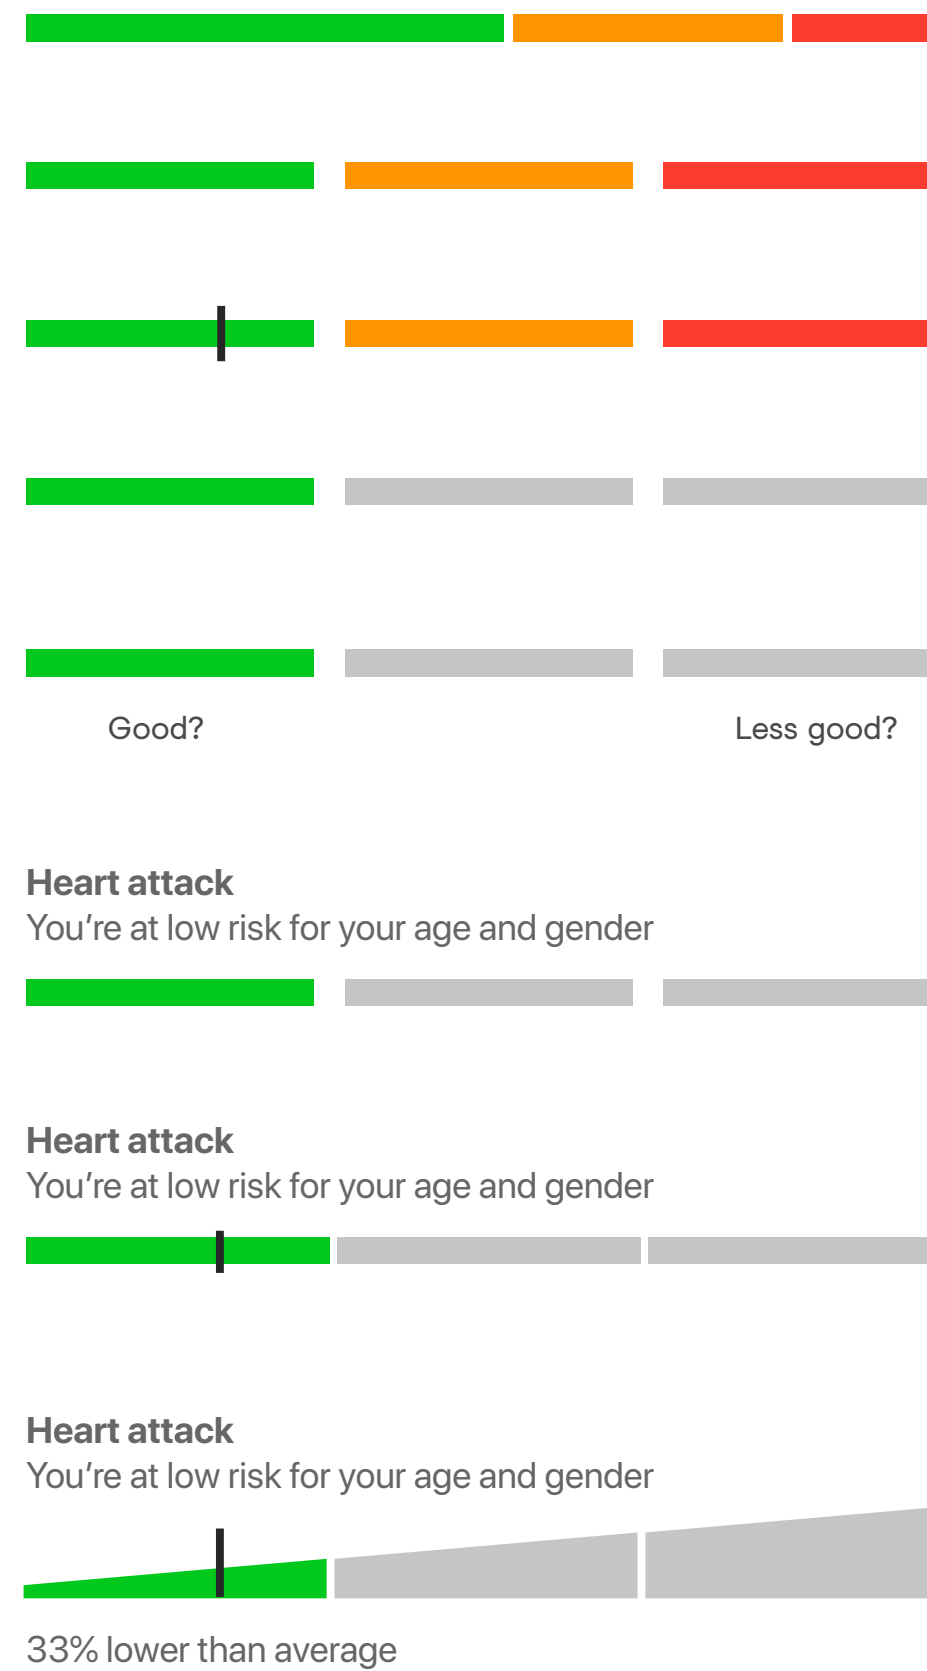 Good?
Less good?
Heart attack
You’re at low risk for your age and gender
Heart attack
You’re at low risk for your age and gender
Heart attack
You’re at low risk for your age and gender
33% lower than average